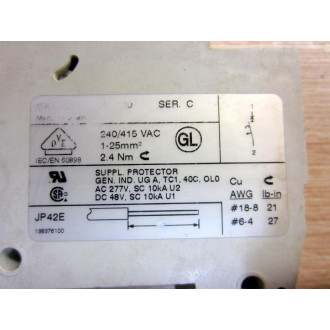 SER. C
240/415 VAC
1-25mm²
2.4 Nm
GL
VDE
IEC/EN 60898
2
SUPPL. PROTECTOR
GEN. IND. UG A, TC1, 40C, OL0
AC 277V, SC 10kA U2
DC 48V, SC 10kA U1
Cu
AWG lb-in
#18-8 21
#6-4 27
JP42E